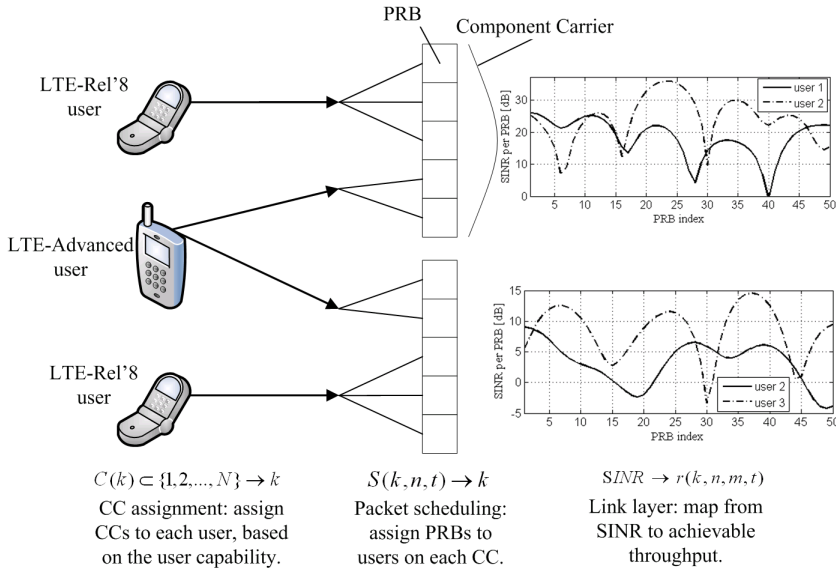 PRB
Component Carrier
LTE-Rel'8
user
LTE-Advanced
user
LTE-Rel'8
user
SINR per PRB [dB]
30
20
10
0
1 5 10 15 20 25 30 35 40 45 50
PRB index
user 1
user 2
SINR per PRB [dB]
15
10
5
0
-5
1 5 10 15 20 25 30 35 40 45 50
PRB index
user 2
user 3
C(k) ⊂ {1,2,..., N} → k
CC assignment: assign
CCs to each user, based
on the user capability.
S(k,n,t) → k
Packet scheduling:
assign PRBs to
users on each CC.
SINR → r(k,n,m,t)
Link layer: map from
SINR to achievable
throughput.